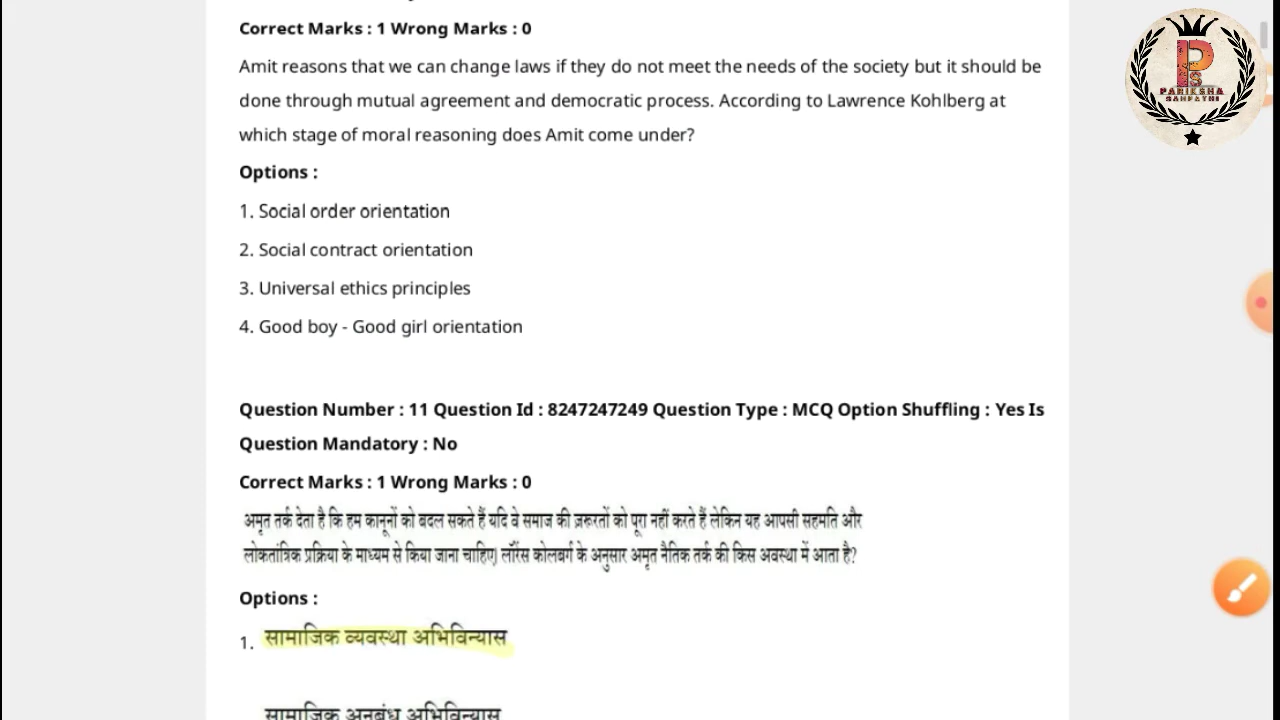 Correct Marks : 1 Wrong Marks : 0
Amit reasons that we can change laws if they do not meet the needs of the society but it should be
done through mutual agreement and democratic process. According to Lawrence Kohlberg at
which stage of moral reasoning does Amit come under?
Options :
1. Social order orientation
2. Social contract orientation
3. Universal ethics principles
4. Good boy - Good girl orientation
Question Number : 11 Question Id : 8247247249 Question Type : MCQ Option Shuffling : Yes Is
Question Mandatory : No
Correct Marks : 1 Wrong Marks : 0
अमृत तर्क देता है कि हम कानूनों को बदल सकते हैं यदि वे समाज की ज़रूरतों को पूरा नहीं करते हैं लेकिन यह आपसी सहमति और
लोकतांत्रिक प्रक्रिया के माध्यम से किया जाना चाहिए। लॉरेंस कोलबर्ग के अनुसार अमृत नैतिक तर्क की किस अवस्था में आता है?
Options :
1. सामाजिक व्यवस्था अभिविन्यास
सामाजिक अनुबंध अभिविन्यास
PS
PARIKSHA